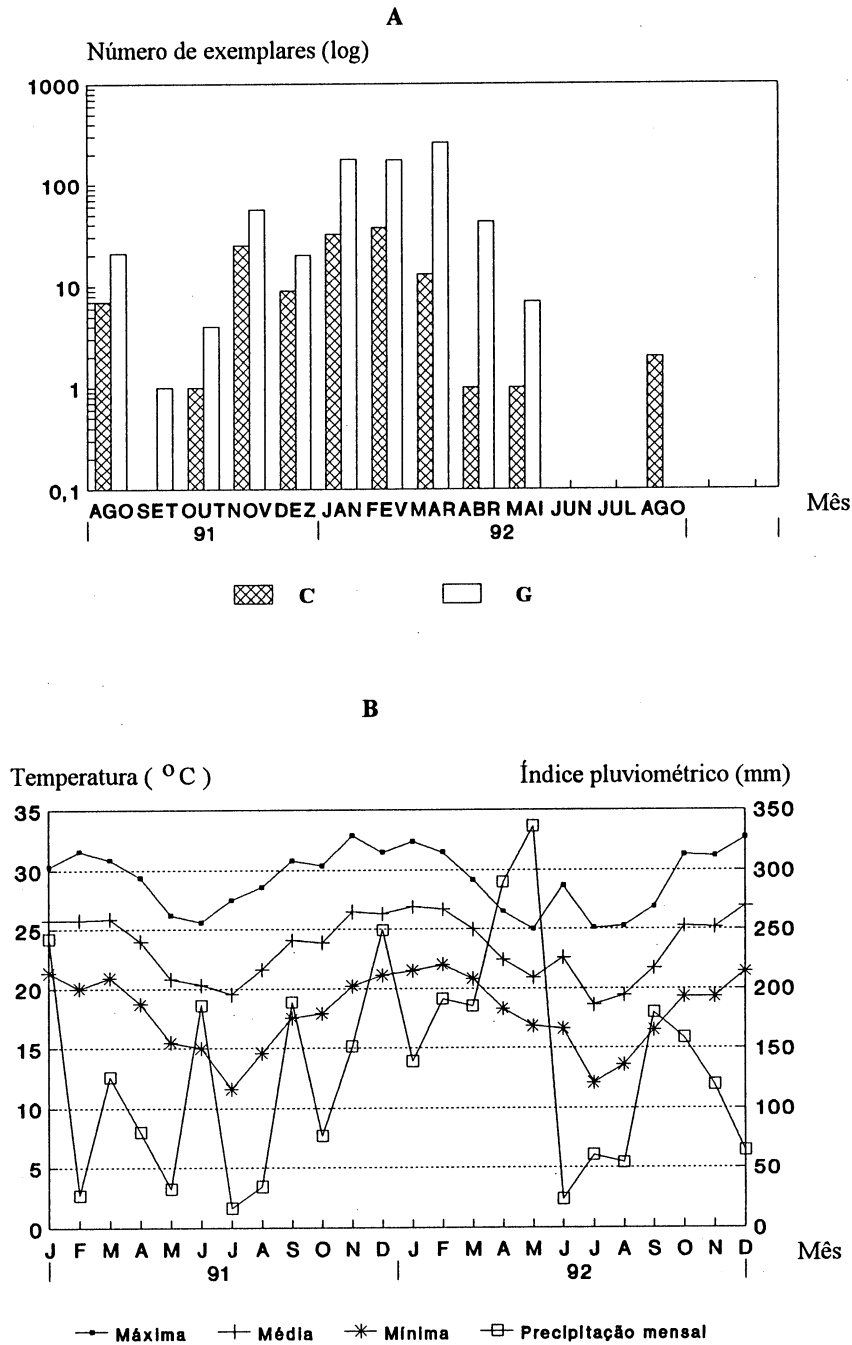 A
Número de exemplares (log)
1000
100
10
1
0,1
AGO SET OUT NOV DEZ JAN FEV MAR ABR MAI JUN JUL AGO
Mês
91 92
C G
B
Temperatura ( °C ) Índice pluviométrico (mm)
35 350
30 300
25 250
20 200
15 150
10 100
5 50
0 0
J F M A M J J A S O N D J F M A M J J A S O N D
Mês
91 92
Máxima Média Mínima Precipitação mensal